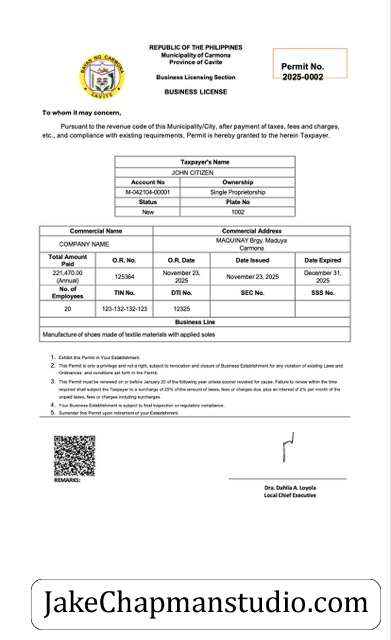 REPUBLIC OF THE PHILIPPINES
Municipality of Carmona
Province of Cavite
Business Licensing Section
BUSINESS LICENSE
Permit No.
2025-0002
BAYAN NG CARMONA
CAVITE
To whom it may concern,
Pursuant to the revenue code of this Municipality/City, after payment of taxes, fees and charges,
etc., and compliance with existing requirements, Permit is hereby granted to the herein Taxpayer.
Taxpayer's Name
JOHN CITIZEN
Account No Ownership
M-042104-00001 Single Proprietorship
Status Plate No
New 1002
Commercial Name Commercial Address
COMPANY NAME MAQUINAY Brgy. Maduya
Carmona
Total Amount Paid O.R. No. O.R. Date Date Issued Date Expired
221,470.00 (Annual) 125364 November 23, 2025 November 23, 2025 December 31, 2025
No. of Employees TIN No. DTI No. SEC No. SSS No.
20 123-132-132-123 12325
Business Line
Manufacture of shoes made of textile materials with applied soles
1. Exhibit this Permit in Your Establishment.
2. This Permit is only a privilege and not a right, subject to revocation and closure of Business Establishment for any violation of existing Laws and
Ordinances and conditions set forth in the Permit.
3. This Permit must be renewed on or before January 20 of the following year unless sooner revoked for cause. Failure to renew within the time
required shall subject the Taxpayer to a surcharge of 25% of the amount of taxes, fees or charges due, plus an interest of 2% per month of the
unpaid taxes, fees or charges including surcharges.
4. Your Business Establishment is subject to final inspection on regulatory compliance.
5. Surrender this Permit upon retirement of your Establishment.
REMARKS:
Dra. Dahlia A. Loyola
Local Chief Executive
JakeChapmanstudio.com